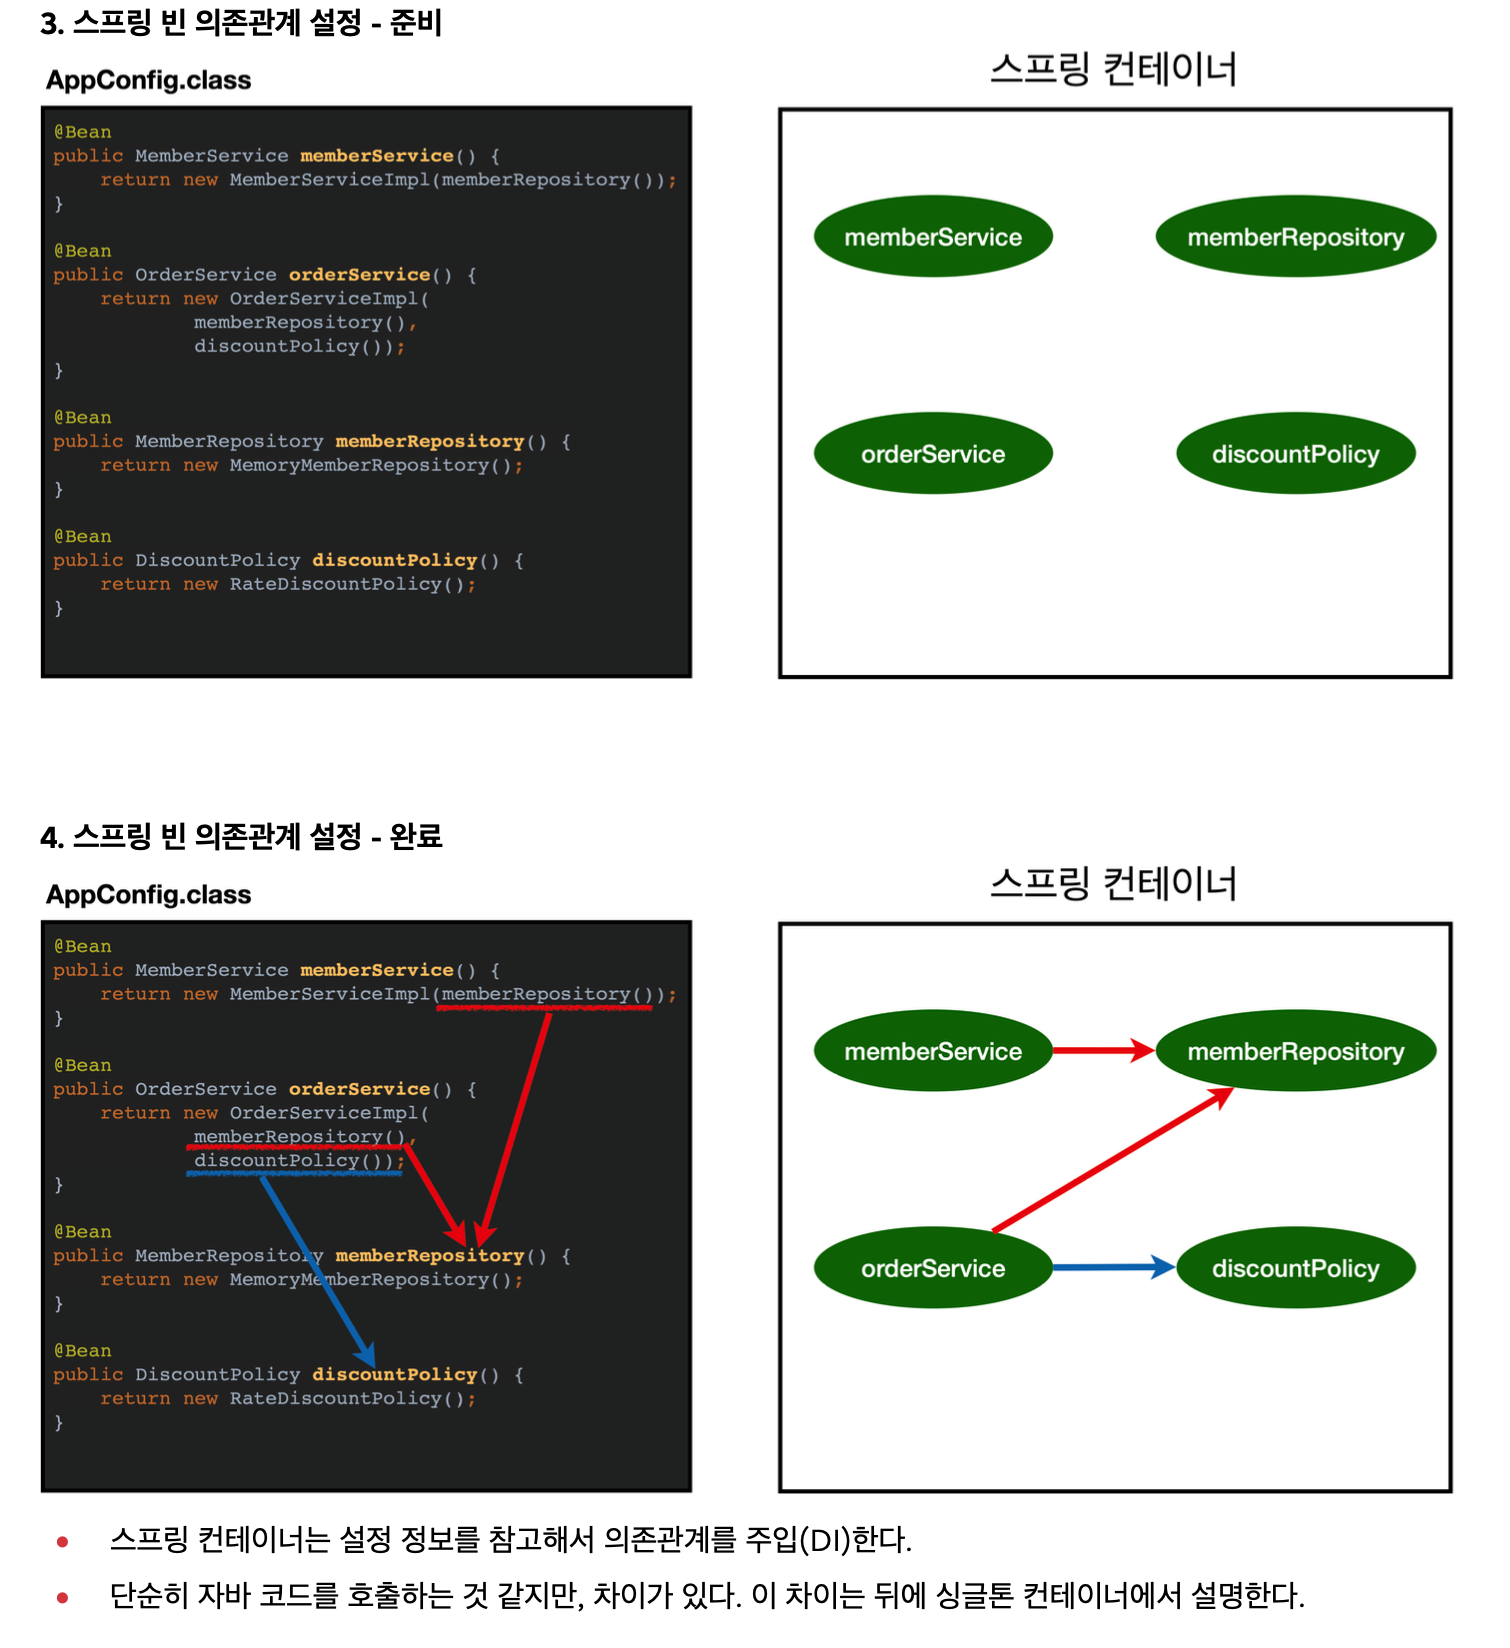 3. 스프링 빈 의존관계 설정 - 준비
AppConfig.class
스프링 컨테이너
@Bean
public MemberService memberService() {
    return new MemberServiceImpl(memberRepository());
}
@Bean
public OrderService orderService() {
    return new OrderServiceImpl(
            memberRepository(),
            discountPolicy());
}
@Bean
public MemberRepository memberRepository() {
    return new MemoryMemberRepository();
}
@Bean
public DiscountPolicy discountPolicy() {
    return new RateDiscountPolicy();
}
memberService
memberRepository
orderService
discountPolicy
4. 스프링 빈 의존관계 설정 - 완료
AppConfig.class
스프링 컨테이너
@Bean
public MemberService memberService() {
    return new MemberServiceImpl(memberRepository());
}
@Bean
public OrderService orderService() {
    return new OrderServiceImpl(
            memberRepository(),
            discountPolicy());
}
@Bean
public MemberRepository memberRepository() {
    return new MemoryMemberRepository();
}
@Bean
public DiscountPolicy discountPolicy() {
    return new RateDiscountPolicy();
}
memberService
memberRepository
orderService
discountPolicy
• 스프링 컨테이너는 설정 정보를 참고해서 의존관계를 주입(DI)한다.
• 단순히 자바 코드를 호출하는 것 같지만, 차이가 있다. 이 차이는 뒤에 싱글톤 컨테이너에서 설명한다.